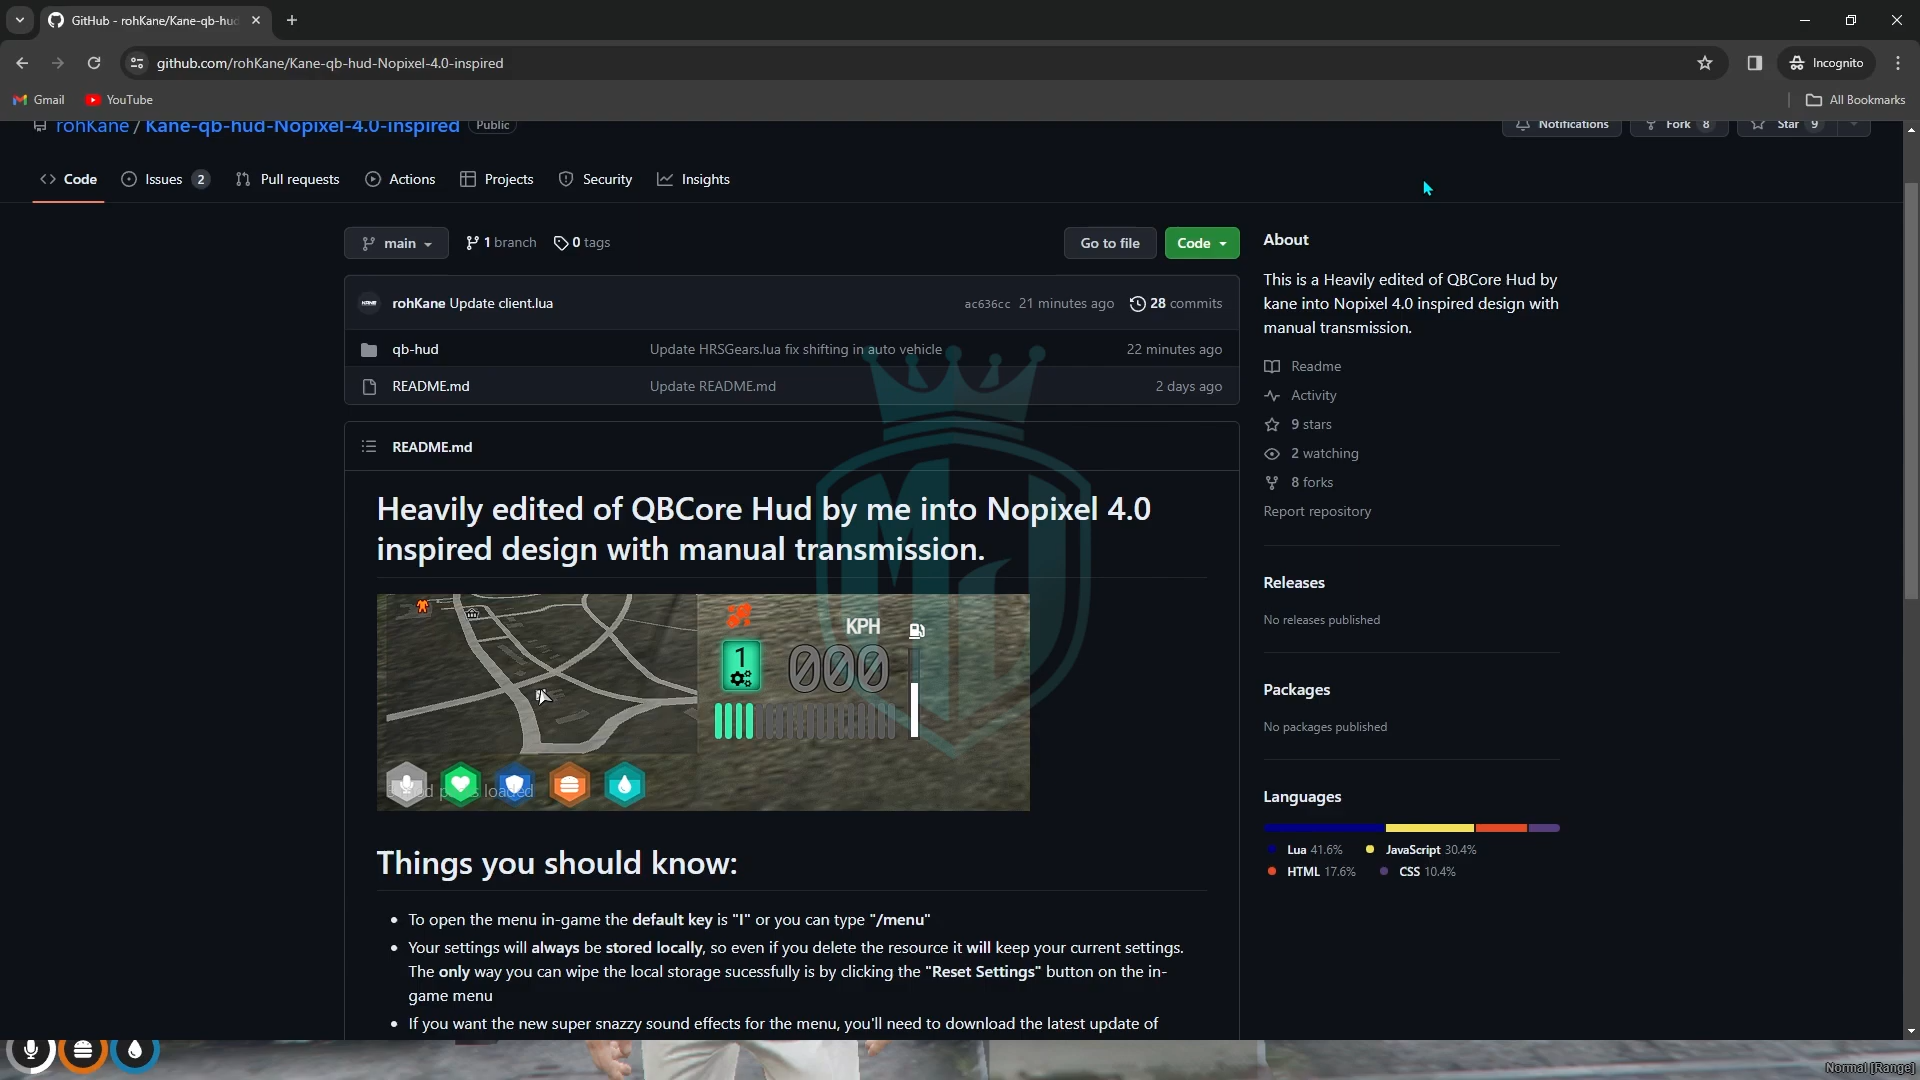 GitHub - rohKane/Kane-qb-hud
github.com/rohKane/Kane-qb-hud-Nopixel-4.0-inspired
Incognito
Gmail
YouTube
All Bookmarks
rohKane / Kane-qb-hud-Nopixel-4.0-inspired Public
Notifications
Fork 8
Star 9
Code
Issues 2
Pull requests
Actions
Projects
Security
Insights
main
1 branch
0 tags
Go to file
Code
rohKane Update client.lua
ac636cc 21 minutes ago
28 commits
qb-hud
Update HRSGears.lua fix shifting in auto vehicle
22 minutes ago
README.md
Update README.md
2 days ago
README.md
Heavily edited of QBCore Hud by me into Nopixel 4.0
inspired design with manual transmission.
KPH
1
000
loaded
Things you should know:
To open the menu in-game the default key is "I" or you can type "/menu"
Your settings will always be stored locally, so even if you delete the resource it will keep your current settings.
The only way you can wipe the local storage sucessfully is by clicking the "Reset Settings" button on the in-
game menu
If you want the new super snazzy sound effects for the menu, you'll need to download the latest update of
About
This is a Heavily edited of QBCore Hud by
kane into Nopixel 4.0 inspired design with
manual transmission.
Readme
Activity
9 stars
2 watching
8 forks
Report repository
Releases
No releases published
Packages
No packages published
Languages
Lua 41.6%
JavaScript 30.4%
HTML 17.6%
CSS 10.4%
MJ
Normal [Range]